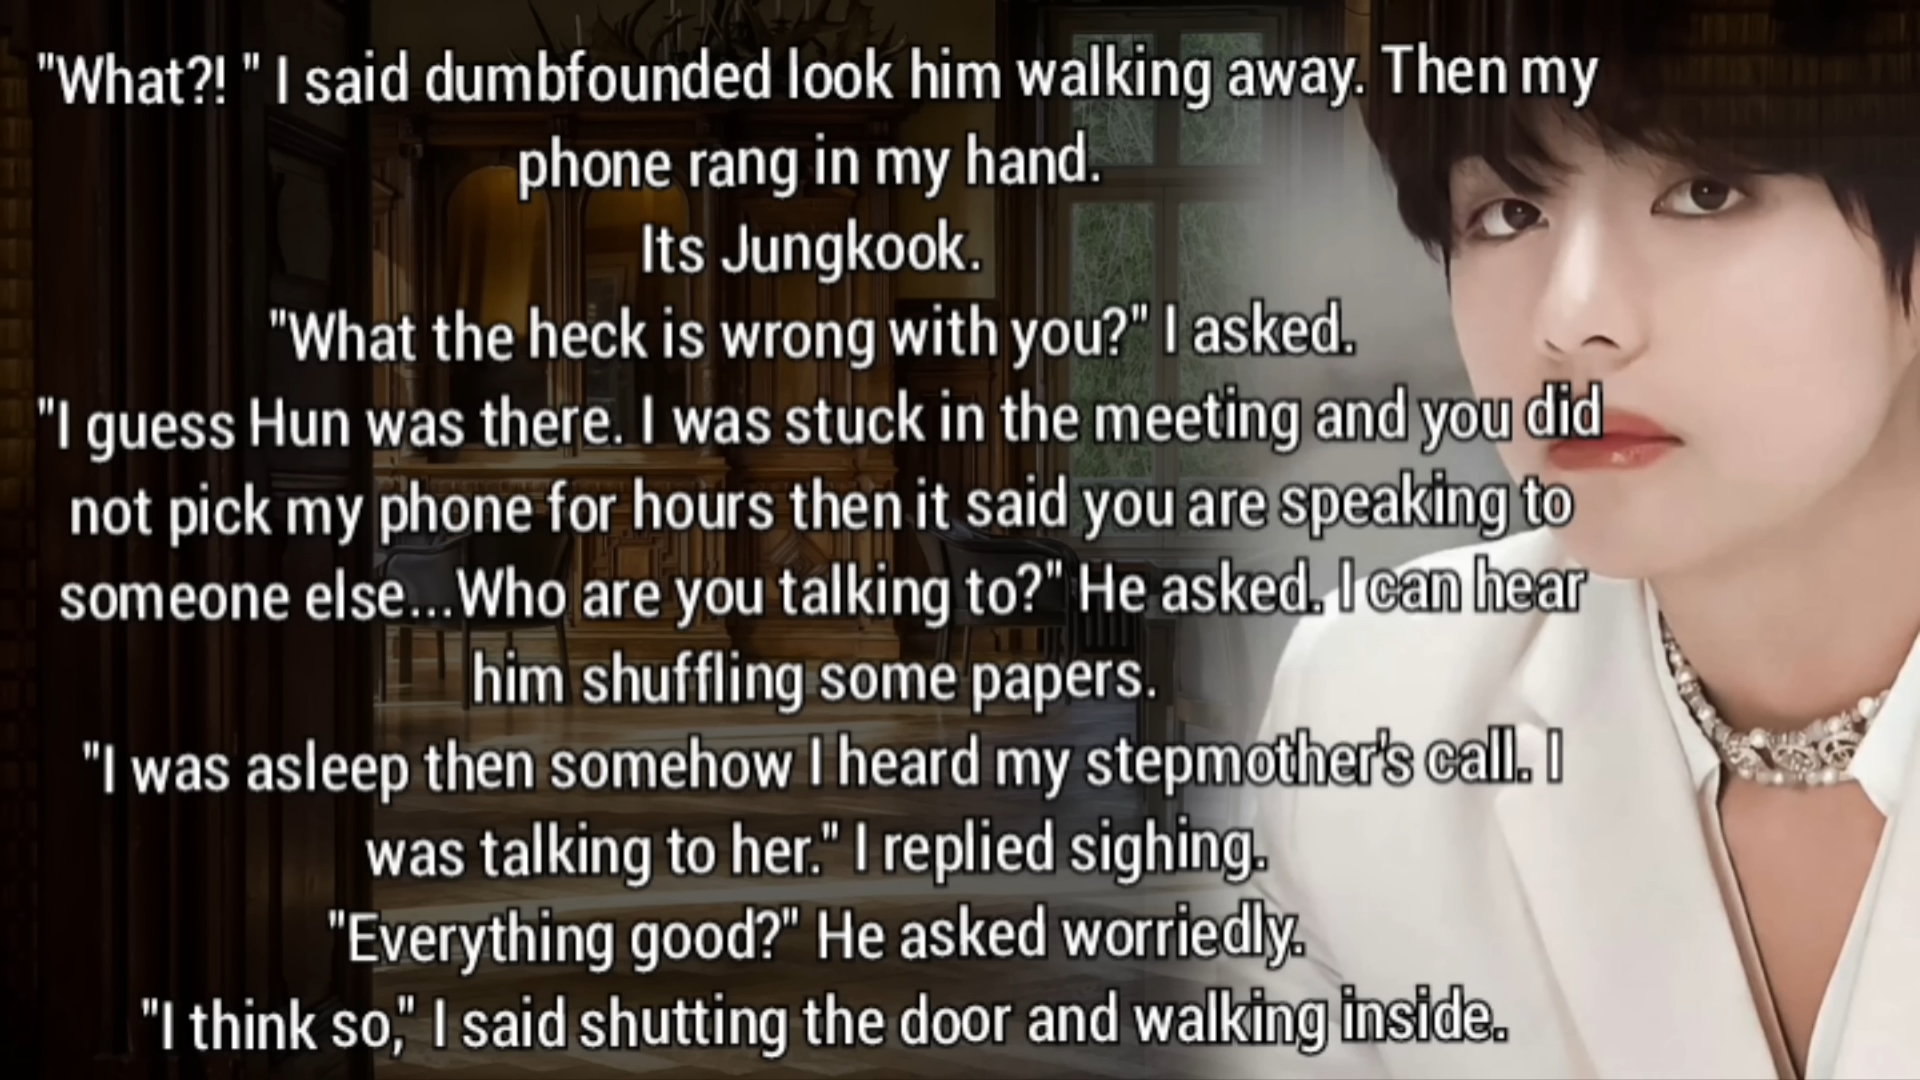 "What?! " I said dumbfounded look him walking away. Then my
phone rang in my hand.
Its Jungkook.
"What the heck is wrong with you?" I asked.
"I guess Hun was there. I was stuck in the meeting and you did
not pick my phone for hours then it said you are speaking to
someone else...Who are you talking to?" He asked. I can hear
him shuffling some papers.
"I was asleep then somehow I heard my stepmother's call. I
was talking to her." I replied sighing.
"Everything good?" He asked worriedly.
"I think so," I said shutting the door and walking inside.